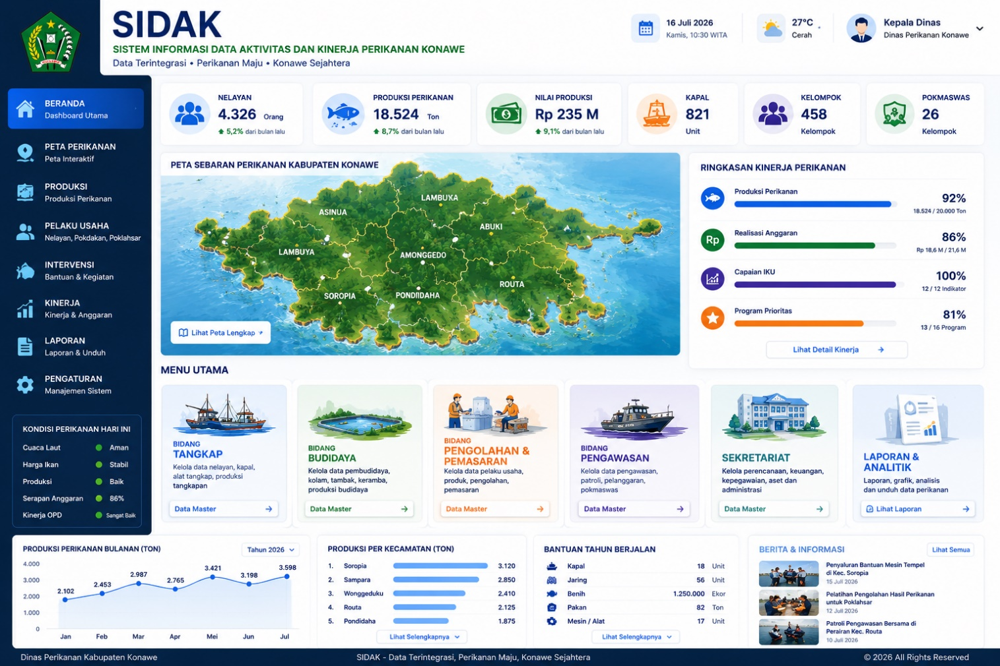 SIDAK
SISTEM INFORMASI DATA AKTIVITAS DAN KINERJA PERIKANAN KONAWE
Data Terintegrasi • Perikanan Maju • Konawe Sejahtera
16 Juli 2026
Kamis, 10:30 WITA
27°C
Cerah
Kepala Dinas
Dinas Perikanan Konawe
BERANDA
Dashboard Utama
PETA PERIKANAN
Peta Interaktif
PRODUKSI
Produksi Perikanan
PELAKU USAHA
Nelayan, Pokdakan, Poklahsar
INTERVENSI
Bantuan & Kegiatan
KINERJA
Kinerja & Anggaran
LAPORAN
Laporan & Unduh
PENGATURAN
Manajemen Sistem
KONDISI PERIKANAN HARI INI
Cuaca Laut Aman
Harga Ikan Stabil
Produksi Baik
Serapan Anggaran 86%
Kinerja OPD Sangat Baik
NELAYAN
4.326 Orang
5,2% dari bulan lalu
PRODUKSI PERIKANAN
18.524 Ton
8,7% dari bulan lalu
NILAI PRODUKSI
Rp 235 M
9,1% dari bulan lalu
KAPAL
821
Unit
KELOMPOK
458
Kelompok
POKMASWAS
26
Kelompok
PETA SEBARAN PERIKANAN KABUPATEN KONAWE
LAMBUYA
ASINUA
ABUKI
LAMBUYA
AMONGGEDO
ROUTA
SOROPIA
PONDIDAHA
Lihat Peta Lengkap
RINGKASAN KINERJA PERIKANAN
Produksi Perikanan
92%
18.524 / 20.000 Ton
Rp
Realisasi Anggaran
86%
Rp 18,6 M / 21,6 M
Capaian IKU
100%
12 / 12 Indikator
Program Prioritas
81%
13 / 16 Program
Lihat Detail Kinerja
MENU UTAMA
BIDANG
TANGKAP
Kelola data nelayan, kapal,
alat tangkap, produksi
tangkapan
Data Master
BIDANG
BUDIDAYA
Kelola data pembudidaya,
kolam, tambak, keramba,
produksi budidaya
Data Master
BIDANG
PENGOLAHAN &
PEMASARAN
Kelola data pelaku usaha,
produk, pengolahan,
pemasaran
Data Master
BIDANG
PENGAWASAN
Kelola data pengawasan,
patroli, pelanggaran,
pokmaswas
Data Master
SEKRETARIAT
Kelola perencanaan, keuangan,
kepegawaian, aset dan
administrasi
Data Master
LAPORAN &
ANALITIK
Laporan, grafik, analisis
dan unduh data perikanan
Lihat Laporan
PRODUKSI PERIKANAN BULANAN (TON)
Tahun 2026
4.000
3.000
2.000
1.000
0
2.102
2.453
2.987
2.765
3.421
3.198
3.598
Jan Feb Mar Apr Mei Jun Jul
PRODUKSI PER KECAMATAN (TON)
1. Soropia 3.120
2. Sampara 2.850
3. Wonggeduku 2.410
4. Routa 2.125
5. Pondidaha 1.875
Lihat Selengkapnya
BANTUAN TAHUN BERJALAN
Kapal 18 Unit
Jaring 56 Unit
Benih 1.250.000 Ekor
Pakan 82 Ton
Mesin / Alat 17 Unit
Lihat Selengkapnya
BERITA & INFORMASI
Lihat Semua
Penyaluran Bantuan Mesin Tempel
di Kec. Soropia
15 Juli 2026
Pelatihan Pengolahan Hasil Perikanan
untuk Poklahsar
12 Juli 2026
Patroli Pengawasan Bersama di
Perairan Kec. Routa
10 Juli 2026
Dinas Perikanan Kabupaten Konawe
SIDAK - Data Terintegrasi, Perikanan Maju, Konawe Sejahtera
© 2026 All Rights Reserved